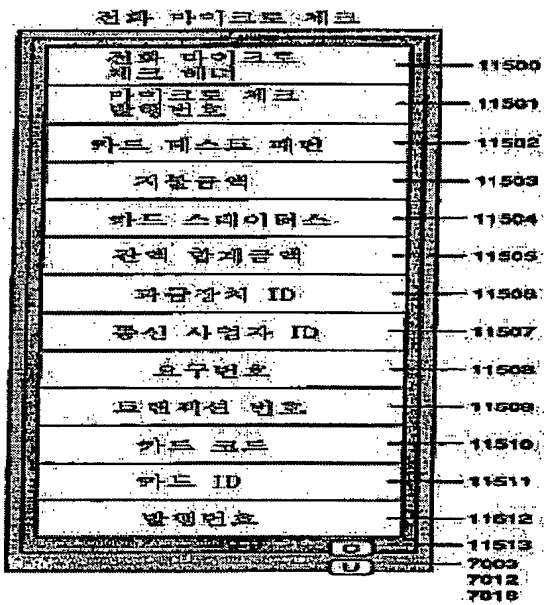 전화 마이크로 체크
전화 마이크로
체크 헤더
11500
마이크로 체크
발행번호
11501
카드 테스트 패턴
11502
지불금액
11503
카드 스테이터스
11504
잔액 합계금액
11505
과금장치 ID
11506
통신 사업자 ID
11507
요구번호
11508
트랜잭션 번호
11509
카드 코드
11510
카드 ID
11511
발행번호
11512
11513
U
7003
7012
7018